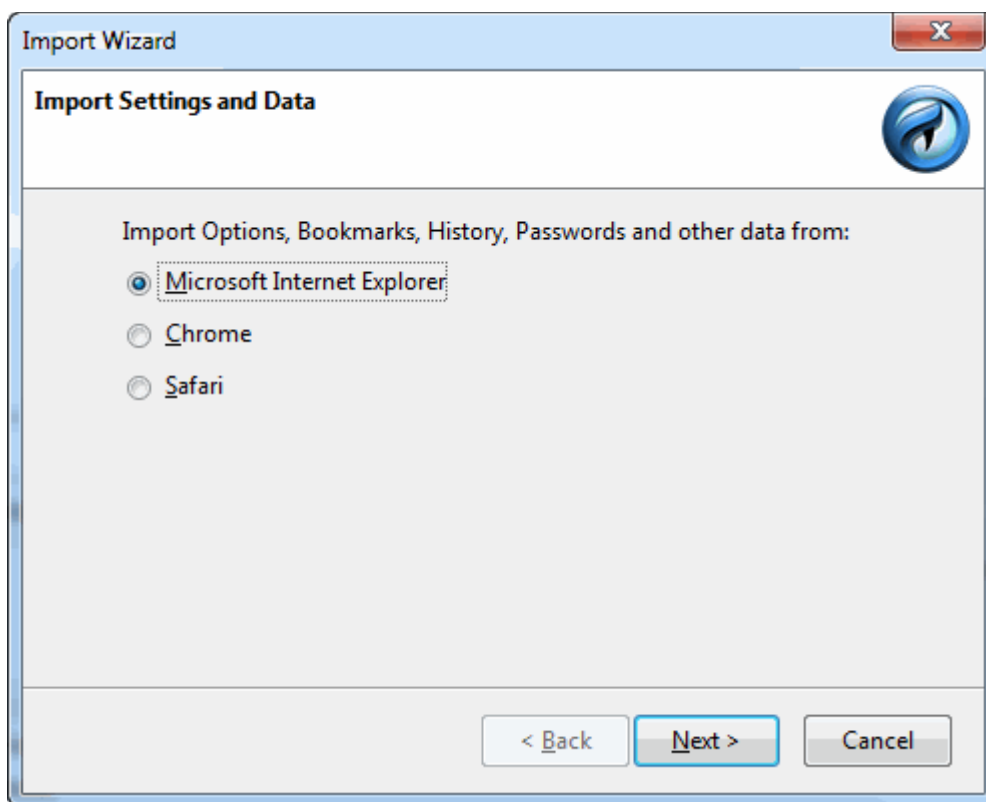 Import Wizard
Import Settings and Data
Import Options, Bookmarks, History, Passwords and other data from:
Microsoft Internet Explorer
Chrome
Safari
< Back
Next >
Cancel